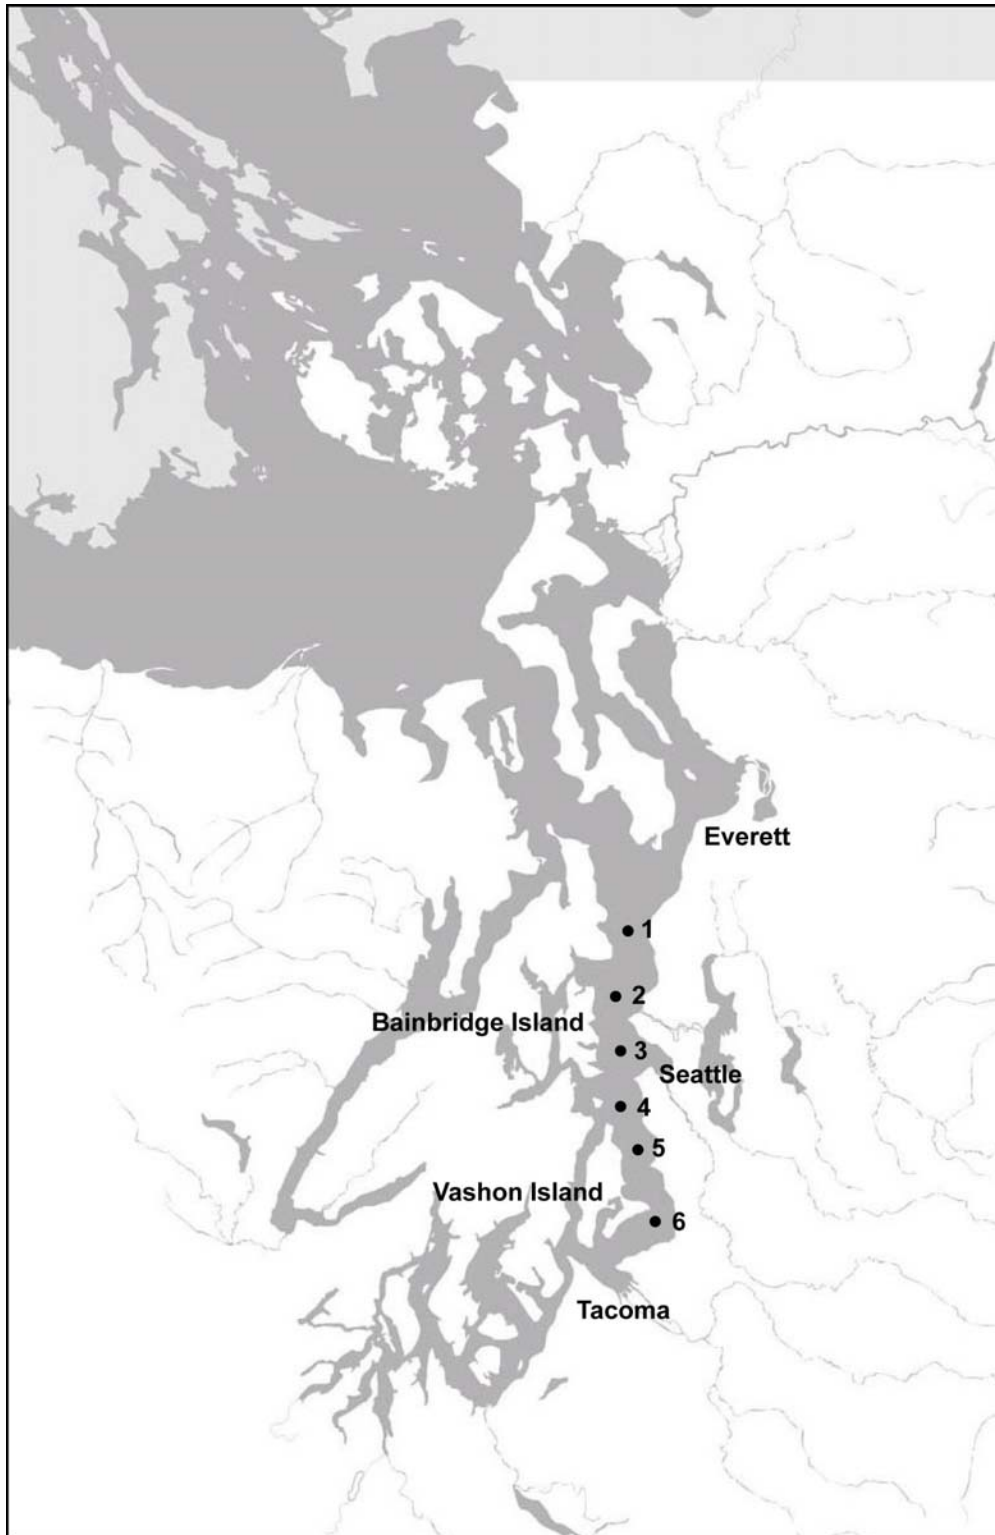 Everett
1
2
Bainbridge Island
3
Seattle
4
5
Vashon Island
6
Tacoma